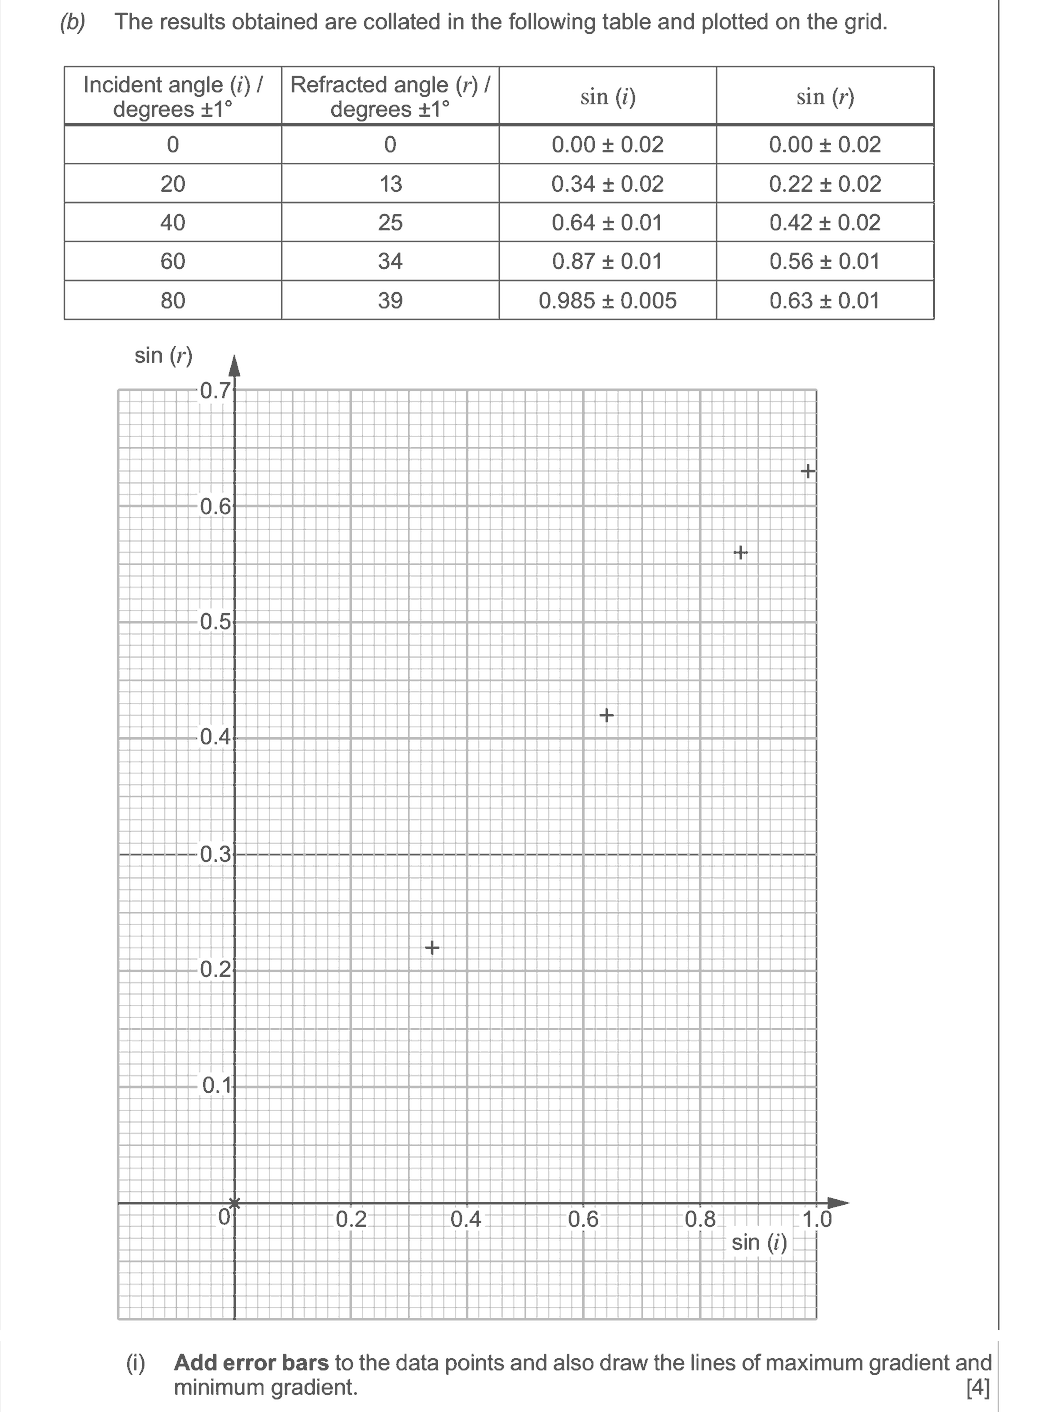 (b) The results obtained are collated in the following table and plotted on the grid.
Incident angle (i) / degrees ±1° Refracted angle (r) / degrees ±1° sin (i) sin (r)
0 0 0.00 ± 0.02 0.00 ± 0.02
20 13 0.34 ± 0.02 0.22 ± 0.02
40 25 0.64 ± 0.01 0.42 ± 0.02
60 34 0.87 ± 0.01 0.56 ± 0.01
80 39 0.985 ± 0.005 0.63 ± 0.01
sin (r)
0.7
0.6
0.5
0.4
0.3
0.2
0.1
0 0.2 0.4 0.6 0.8 1.0
sin (i)
(i) Add error bars to the data points and also draw the lines of maximum gradient and
minimum gradient. [4]